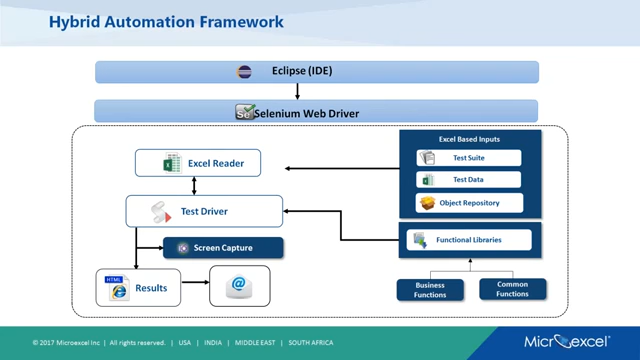 Hybrid Automation Framework
Eclipse (IDE)
Se Selenium Web Driver
Excel Based Inputs
Test Suite
Excel Reader
Test Data
Object Repository
Test Driver
Functional Libraries
Screen Capture
HTML
Results
Business
Functions
Common
Functions
© 2017 Microexcel Inc | All rights reserved. | USA | INDIA | MIDDLE EAST | SOUTH AFRICA
Microexcel